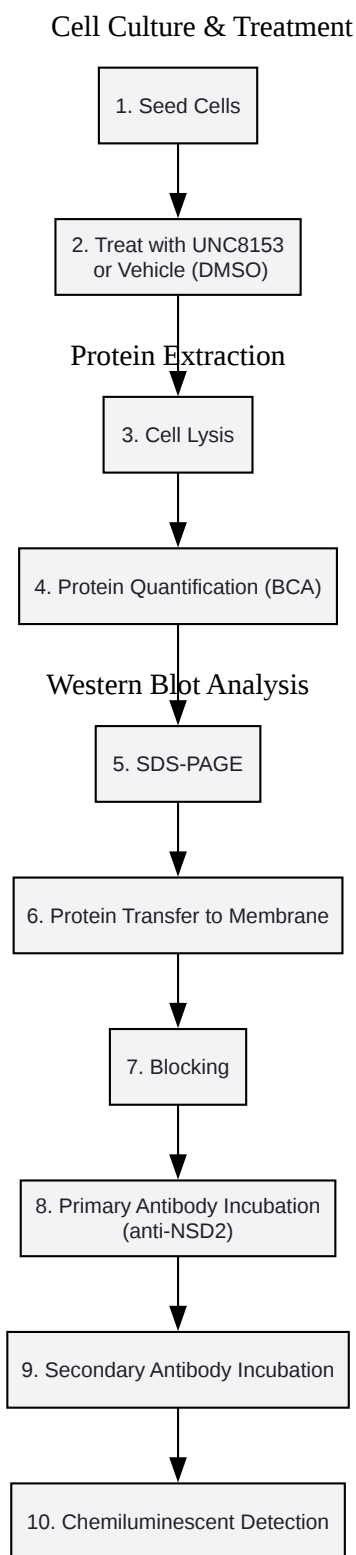 Cell Culture & Treatment
1. Seed Cells
2. Treat with UNC8153
or Vehicle (DMSO)
Protein Extraction
3. Cell Lysis
4. Protein Quantification (BCA)
Western Blot Analysis
5. SDS-PAGE
6. Protein Transfer to Membrane
7. Blocking
8. Primary Antibody Incubation
(anti-NSD2)
9. Secondary Antibody Incubation
10. Chemiluminescent Detection